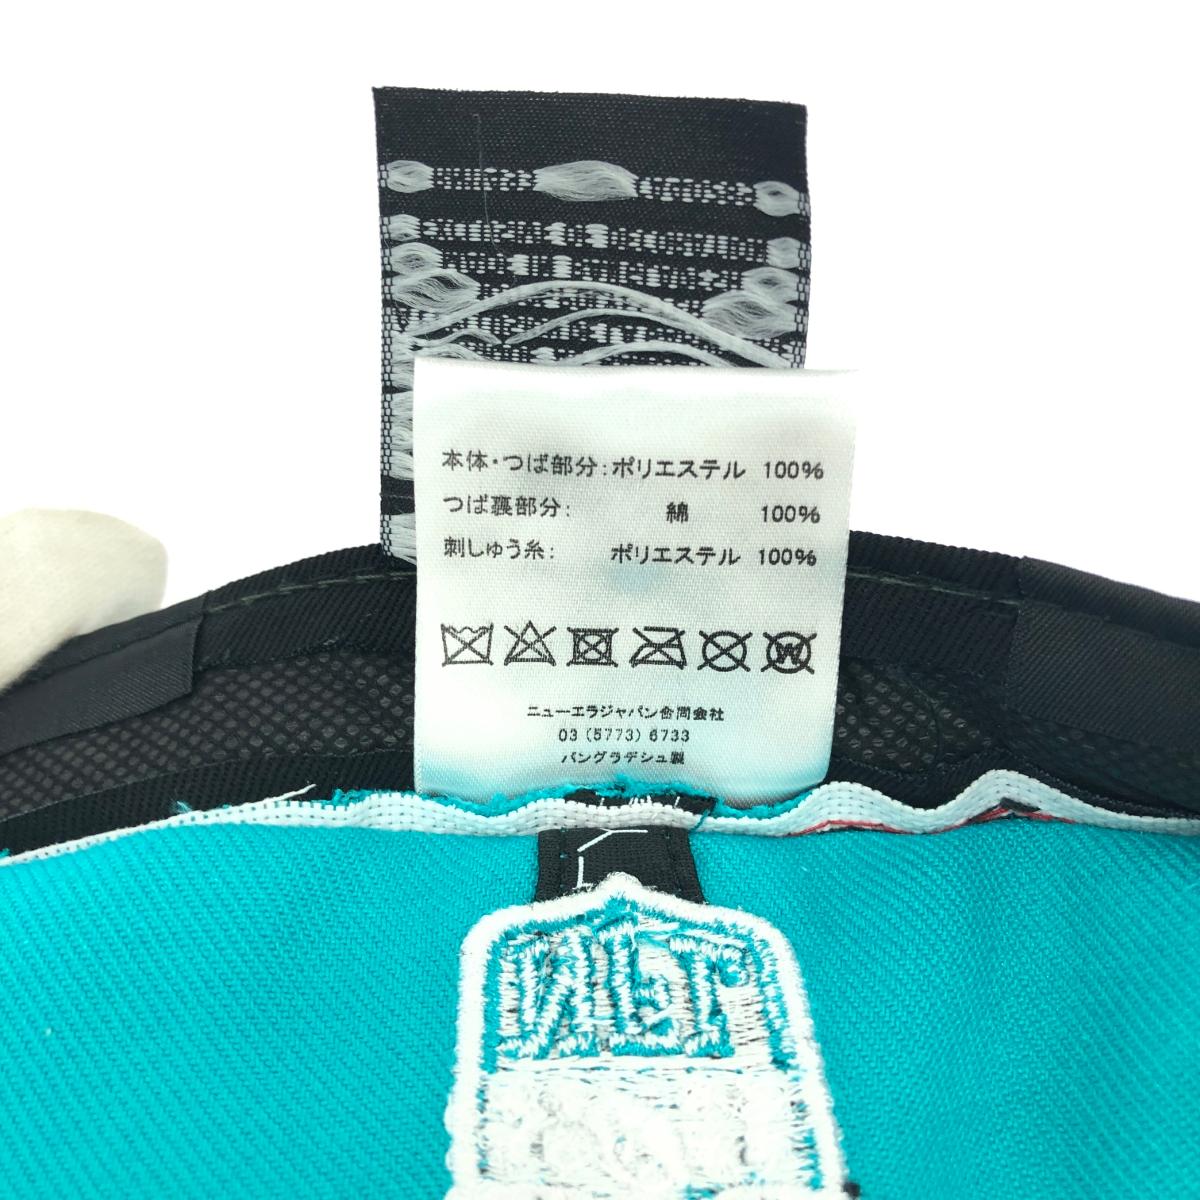 本体・つば部分：ポリエステル 100%
つば裏部分： 綿 100%
刺しゅう糸： ポリエステル 100%
ニューエラジャパン合同会社
03 (5773) 6733
バングラデシュ製